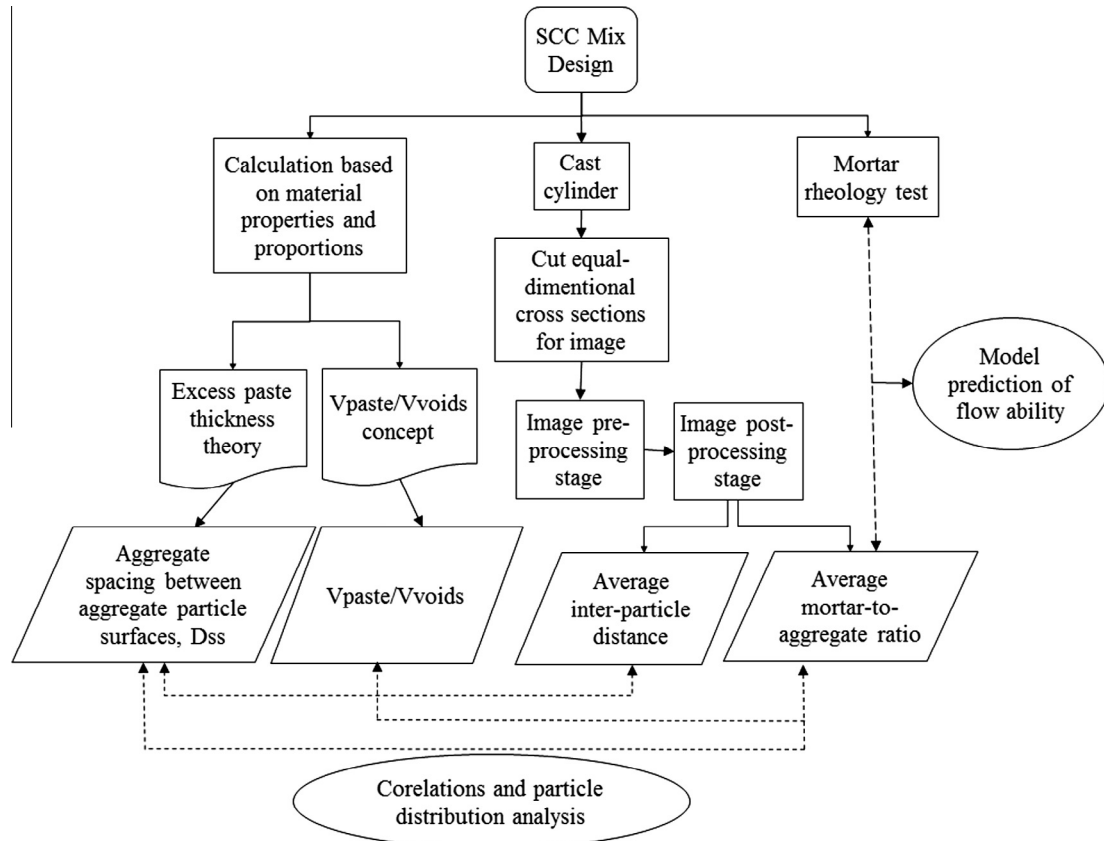 SCC Mix
Design
Calculation based
on material
properties and
proportions
Cast
cylinder
Mortar
rheology test
Cut equal-
dimentional
cross sections
for image
Model
prediction of
flow ability
Excess paste
thickness
theory
Vpaste/Vvoids
concept
Image pre-
processing
stage
Image post-
processing
stage
Aggregate
spacing between
aggregate particle
surfaces, Dss
Vpaste/Vvoids
Average
inter-particle
distance
Average
mortar-to-
aggregate ratio
Corelations and particle
distribution analysis